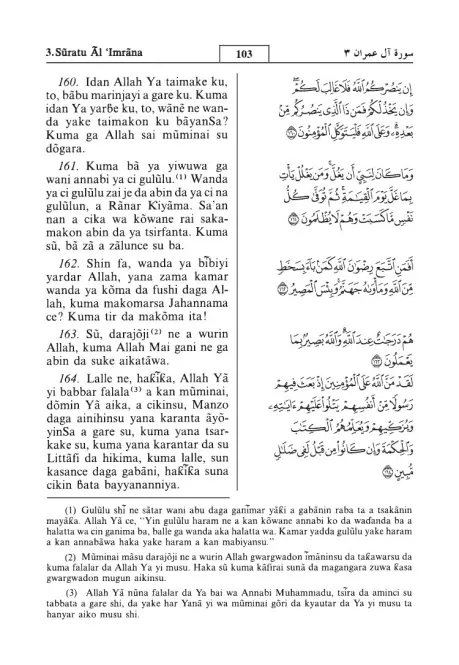 3. Sūratu Āl 'Imrāna
103
سورة آل عمران ٣
160. Idan Allah Ya taimake ku,
to, bābu marinjayi a gare ku. Kuma
idan Ya yarɓe ku, to, wānē ne wan-
da yake taimakon ku bāyanSa?
Kuma ga Allah sai mūminai su
dōgara.
161. Kuma bā ya yiwuwa ga
wani annabi ya ci gulūlu.(1) Wanda
ya ci gulūlu zai je da abin da ya ci na
gulūlun, a Rānar Ƙiyāma. Sa'an
nan a cika wa kōwane rai saka-
makon abin da ya tsirfanta. Kuma
sū, bā zā a zālunce su ba.
162. Shin fa, wanda ya bībiyi
yardar Allah, yana zama kamar
wanda ya kōma da fushi daga Al-
lah, kuma makomarsa Jahannama
ce? Kuma tir da makōma ita!
163. Sū, darajōji(2) ne a wurin
Allah, kuma Allah Mai gani ne ga
abin da suke aikatāwa.
164. Lalle ne, haƙīƙa, Allah Yā
yi babbar falala(3) a kan mūminai,
dōmin Yā aika, a cikinsu, Manzo
daga ainihinsu yana karanta āyō-
yinSa a gare su, kuma yana tsar-
kake su, kuma yana karantar da su
Littāfi da hikima, kuma lalle, sun
kasance daga gabāni, haƙīƙa suna
cikin ɓata bayyananniya.
إِن يَنصُرْكُمُ ٱللَّهُ فَلَا غَالِبَ لَكُمْ
وَإِن يَخْذُلْكُمْ فَمَن ذَا ٱلَّذِى يَنصُرُكُم مِّنۢ
بَعْدِهِۦ وَعَلَى ٱللَّهِ فَلْيَتَوَكَّلِ ٱلْمُؤْمِنُونَ ١٦٠
وَمَا كَانَ لِنَبِىٍّ أَن يَغُلَّ وَمَن يَغْلُلْ يَأْتِ
بِمَا غَلَّ يَوْمَ ٱلْقِيَٰمَةِ ثُمَّ تُوَفَّىٰ كُلُّ
نَفْسٍ مَّا كَسَبَتْ وَهُمْ لَا يُظْلَمُونَ ١٦١
أَفَمَنِ ٱتَّبَعَ رِضْوَٰنَ ٱللَّهِ كَمَنۢ بَآءَ بِسَخَطٍ
مِّنَ ٱللَّهِ وَمَأْوَىٰهُ جَهَنَّمُ وَبِئْسَ ٱلْمَصِيرُ ١٦٢
هُمْ دَرَجَٰتٌ عِندَ ٱللَّهِ وَٱللَّهُ بَصِيرٌۢ بِمَا
يَعْمَلُونَ ١٦٣
لَقَدْ مَنَّ ٱللَّهُ عَلَى ٱلْمُؤْمِنِينَ إِذْ بَعَثَ فِيهِمْ
رَسُولًا مِّنْ أَنفُسِهِمْ يَتْلُوا۟ عَلَيْهِمْ ءَايَٰتِهِۦ
وَيُزَكِّيهِمْ وَيُعَلِّمُهُمُ ٱلْكِتَٰبَ
وَٱلْحِكْمَةَ وَإِن كَانُوا۟ مِن قَبْلُ لَفِى ضَلَٰلٍ
مُّبِينٍ ١٦٤
(1) Gulūlu shī ne sātar wani abu daga ganīmar yāƙi a gabānin raba ta a tsakānin
mayāƙa. Allah Yā ce, "Yin gulūlu haram ne a kan kōwane annabi ko da waɗanda ba a
halatta wa cin ganima ba, balle ga wanda aka halatta wa. Kamar yadda gulūlu yake haram
a kan annabāwa haka yake haram a kan mabiyansu."
(2) Mūminai māsu darajōji ne a wurin Allah gwargwadon īmāninsu da taƙawarsu da
kuma falalar da Allah Ya yi musu. Haka sū kuma kāfirai sunā da magangara zuwa ƙasa
gwargwadon mugun aikinsu.
(3) Allah Yā nūna falalar da Ya bai wa Annabi Muhammadu, tsīra da aminci su
tabbata a gare shi, da yake har Yanā yi wa mūminai gōri da kyautar da Ya yi musu ta
hanyar aiko musu shi.